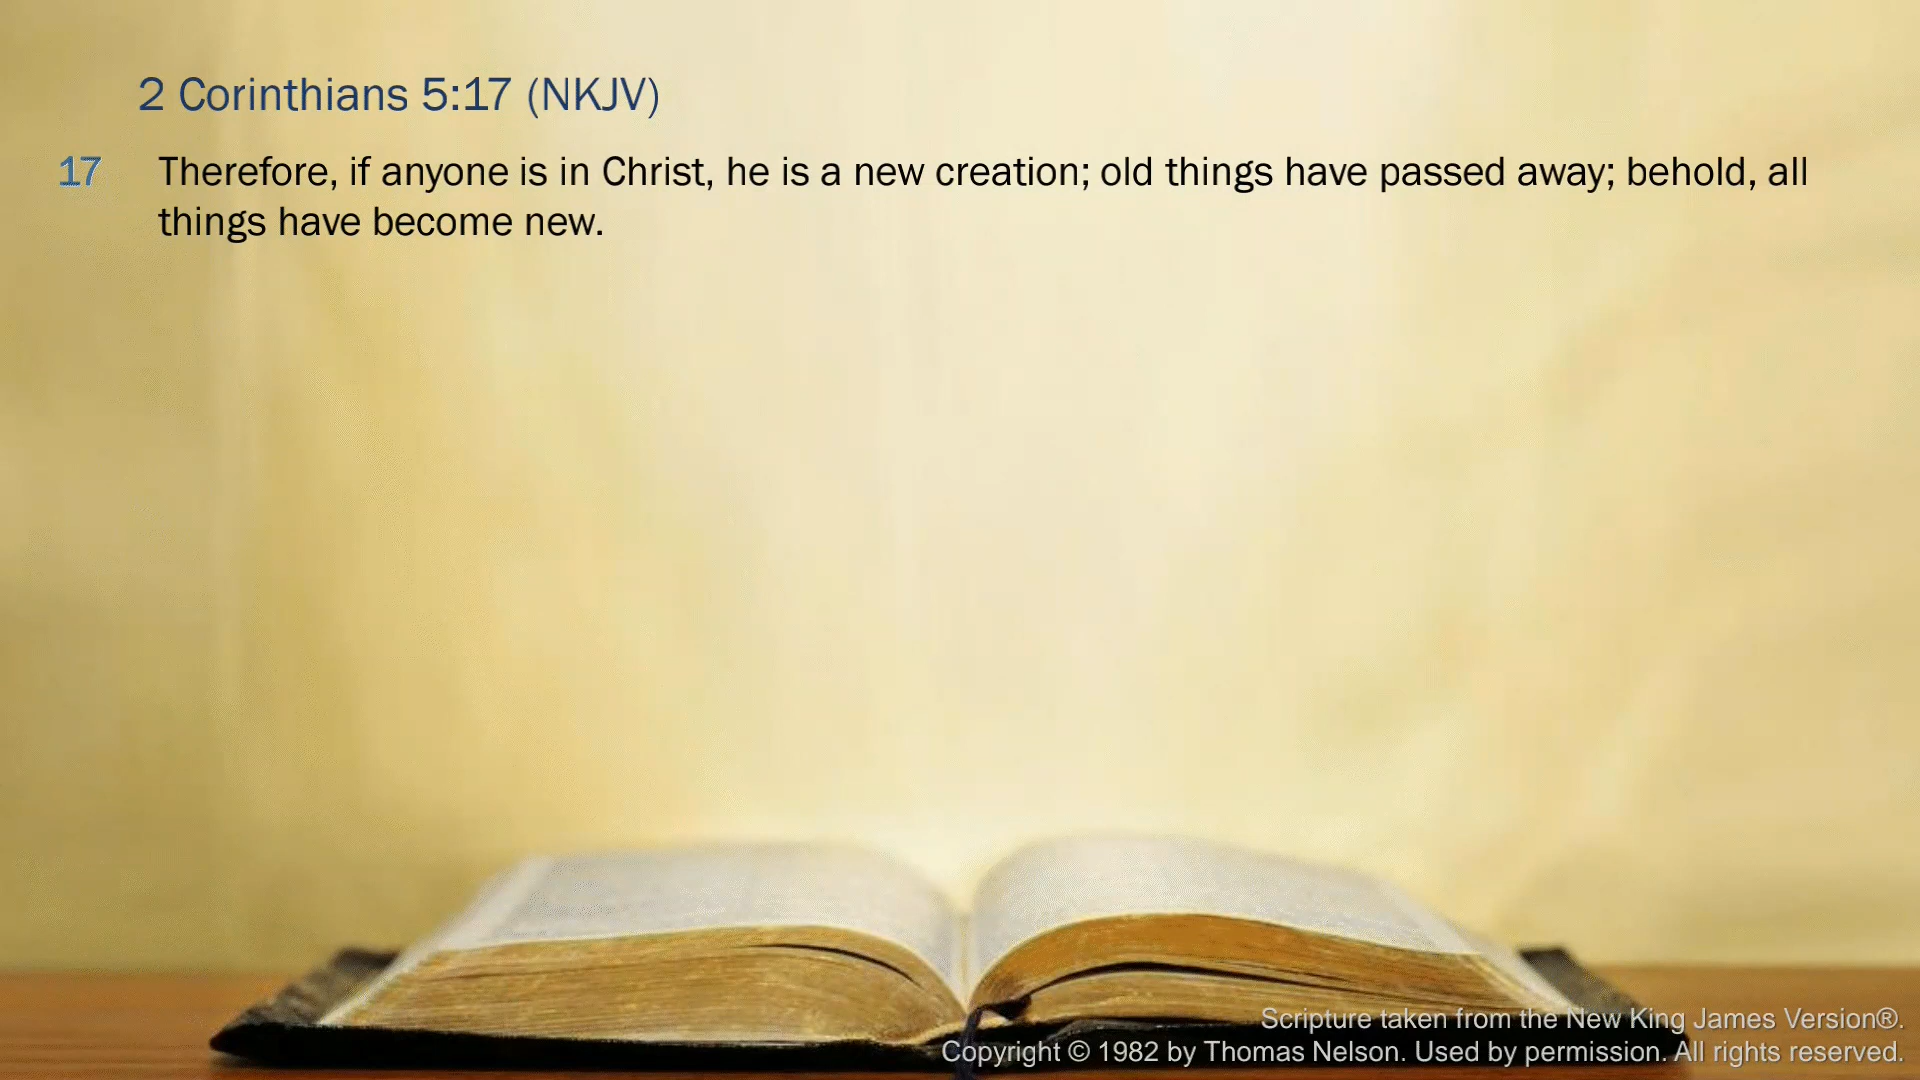 2 Corinthians 5:17 (NKJV)
17 Therefore, if anyone is in Christ, he is a new creation; old things have passed away; behold, all
things have become new.
Scripture taken from the New King James Version®.
Copyright © 1982 by Thomas Nelson. Used by permission. All rights reserved.